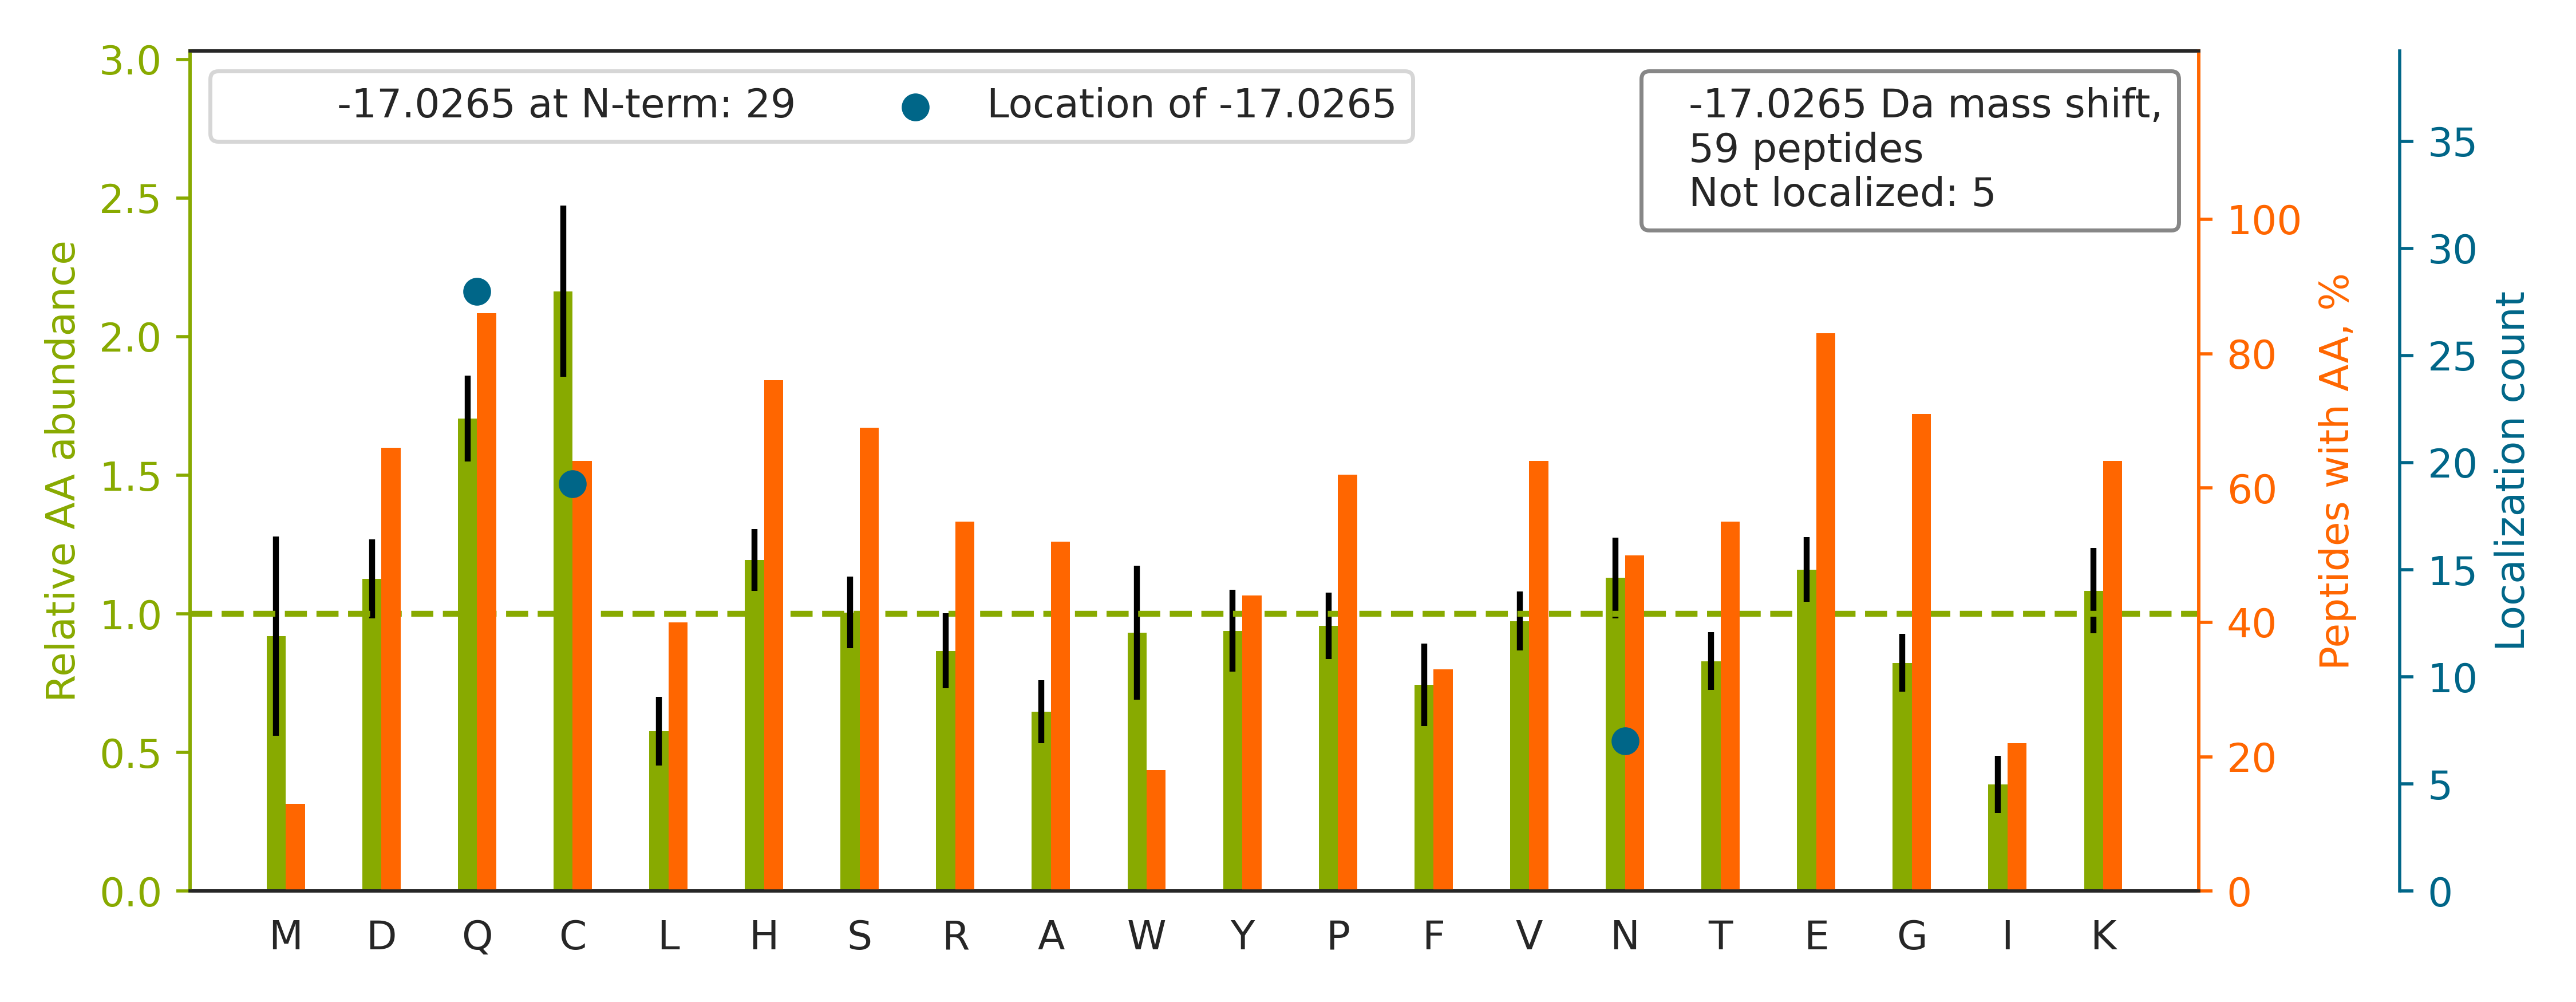 -17.0265 at N-term: 29
Location of -17.0265
-17.0265 Da mass shift,
59 peptides
Not localized: 5
Relative AA abundance
3.0
2.5
2.0
1.5
1.0
0.5
0.0
Peptides with AA, %
100
80
60
40
20
0
Localization count
35
30
25
20
15
10
5
0
M D Q C L H S R A W Y P F V N T E G I K